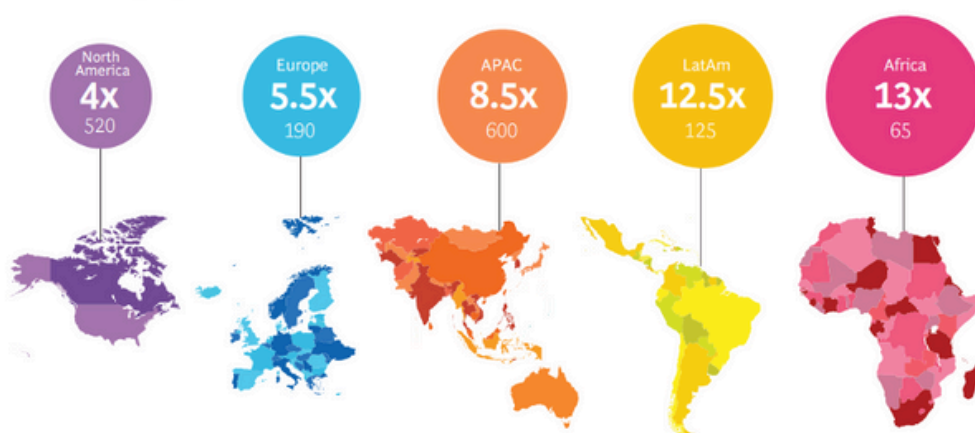 North
America
4x
520
Europe
5.5x
190
APAC
8.5x
600
LatAm
12.5x
125
Africa
13x
65